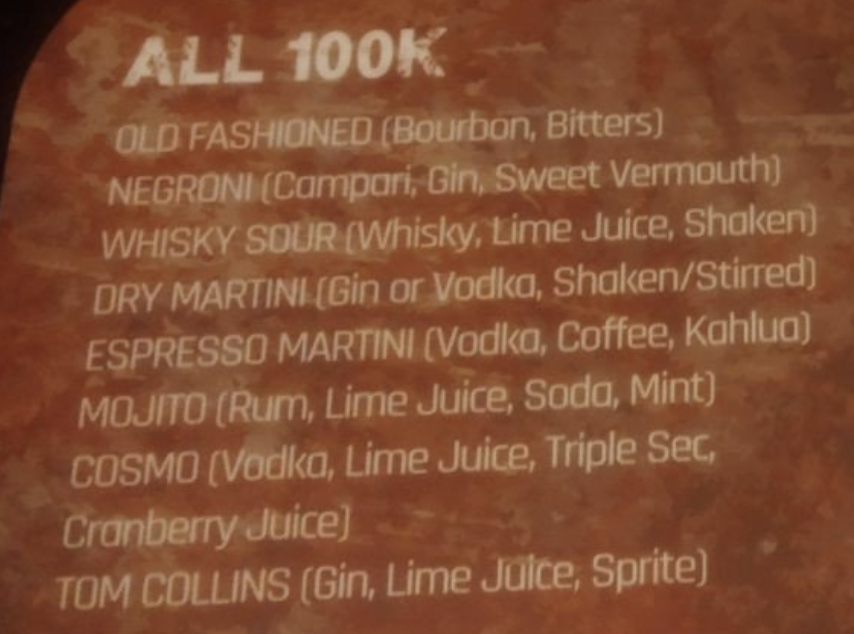 ALL 100K
OLD FASHIONED (Bourbon, Bitters)
NEGRONI (Campari, Gin, Sweet Vermouth)
WHISKY SOUR (Whisky, Lime Juice, Shaken)
DRY MARTINI (Gin or Vodka, Shaken/Stirred)
ESPRESSO MARTINI (Vodka, Coffee, Kahlua)
MOJITO (Rum, Lime Juice, Soda, Mint)
COSMO (Vodka, Lime Juice, Triple Sec,
Cranberry Juice)
TOM COLLINS (Gin, Lime Juice, Sprite)